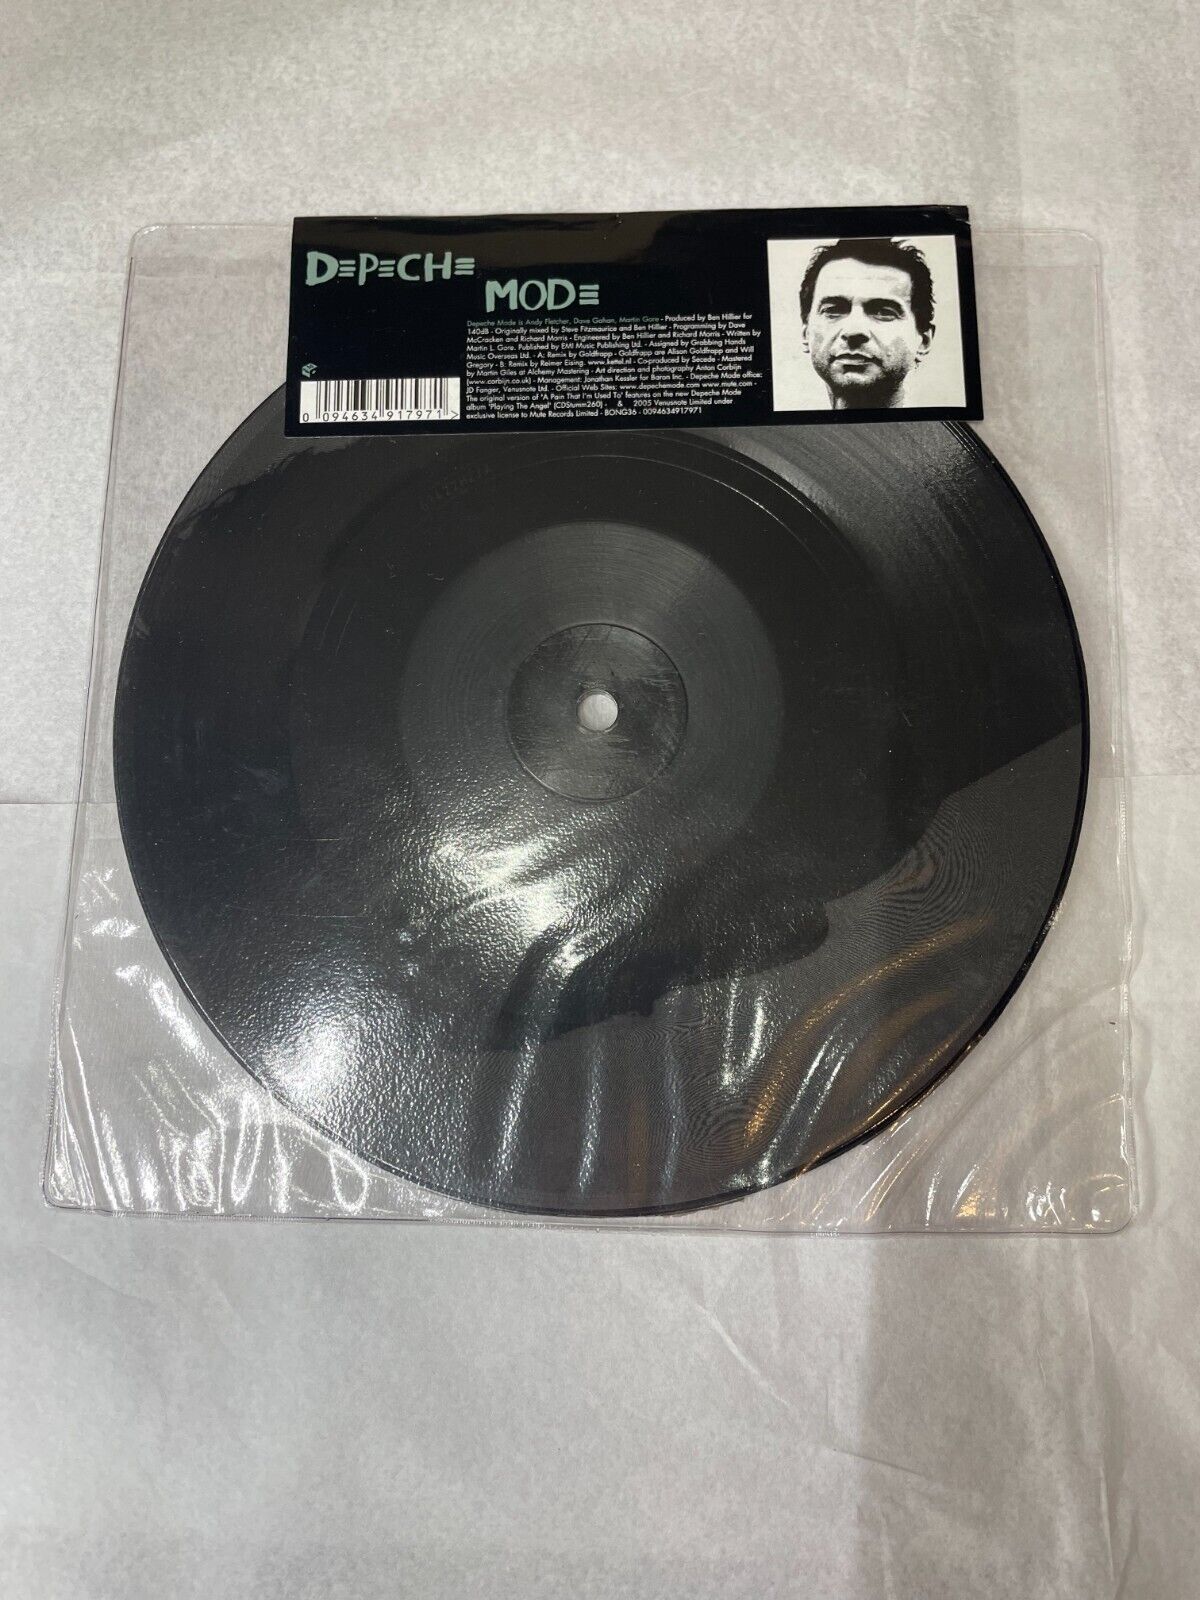 DEPECHE
MODE
Depeche Mode is Andy Fletcher, Dave Gahan, Martin Gore - Produced by Ben Hillier for
140dB - Originally mixed by Steve Fitzmaurice and Ben Hillier - Programming by Dave
McCracken and Richard Morris - Engineered by Ben Hillier and Richard Morris - Written by
Martin L. Gore. Published by EMI Music Publishing Ltd. - Assigned by Grabbing Hands
Music Overseas Ltd. - A: Remix by Goldfrapp - Goldfrapp are Alison Goldfrapp and Will
Gregory - B: Remix by Reimer Eising. www.kettel.nl - Co-produced by Secede - Mastered
by Martin Giles at Alchemy Mastering - Art direction and photography Anton Corbijn
(www.corbijn.co.uk) - Management: Jonathan Kessler for Baron Inc. - Depeche Mode office:
JD Fanger, Venusnote Ltd. - Official Web Sites: www.depechemode.com www.mute.com -
The original version of "A Pain That I'm Used To" features on the new Depeche Mode
album 'Playing The Angel' (CDStumm260) - & 2005 Venusnote Limited under
exclusive license to Mute Records Limited - BONG36 - 0094634917971
0 094634 917971 >